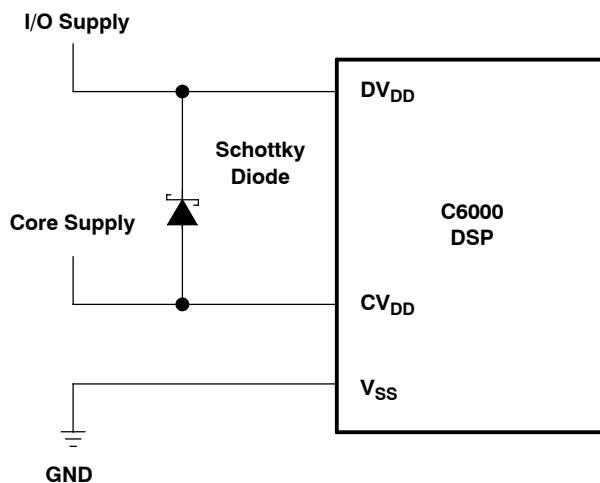 I/O Supply
DVDD
Schottky
Diode
C6000
DSP
Core Supply
CVDD
VSS
GND